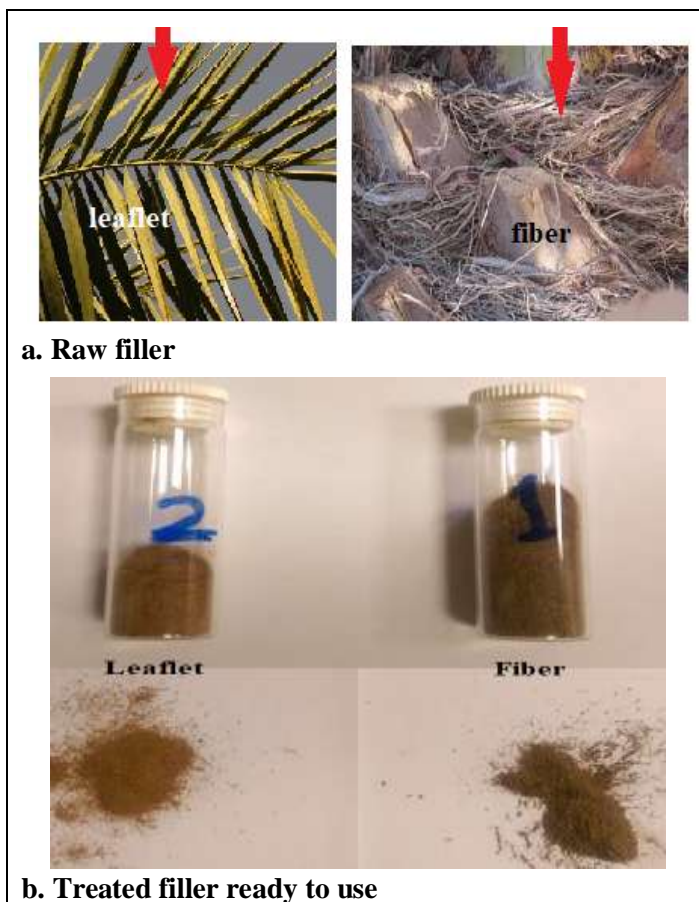 leaflet
fiber
a. Raw filler
2
1
Leaflet
Fiber
b. Treated filler ready to use